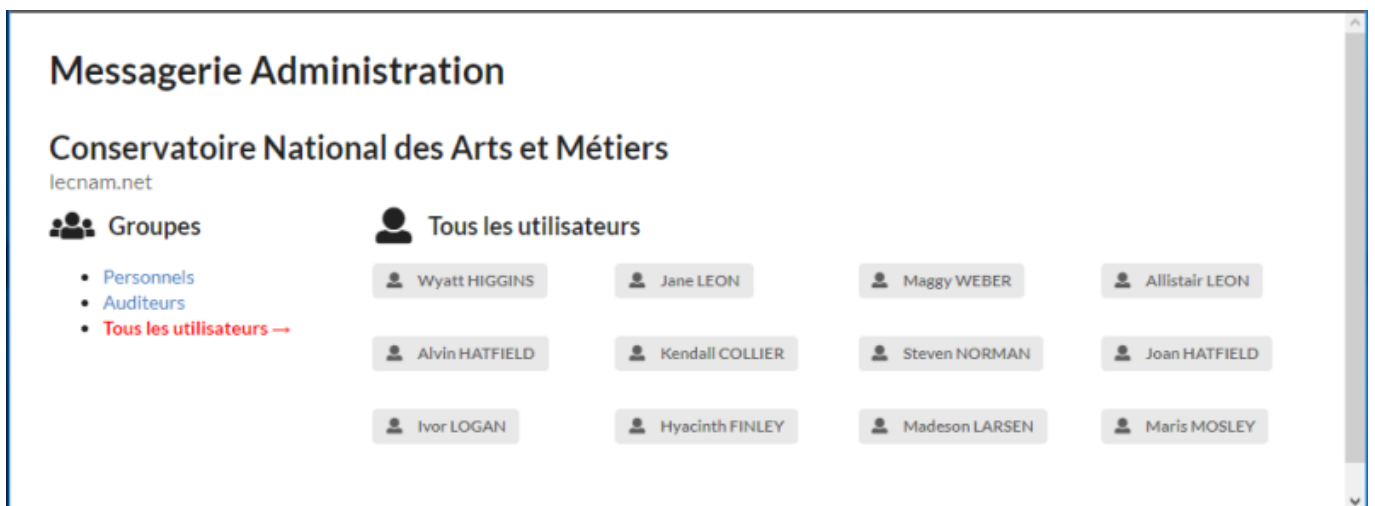 Messagerie Administration
Conservatoire National des Arts et Métiers
lecnam.net
Groupes
Personnels
Auditeurs
Tous les utilisateurs →
Tous les utilisateurs
Wyatt HIGGINS Jane LEON Maggy WEBER Allistair LEON
Alvin HATFIELD Kendall COLLIER Steven NORMAN Joan HATFIELD
Ivor LOGAN Hyacinth FINLEY Madeson LARSEN Maris MOSLEY